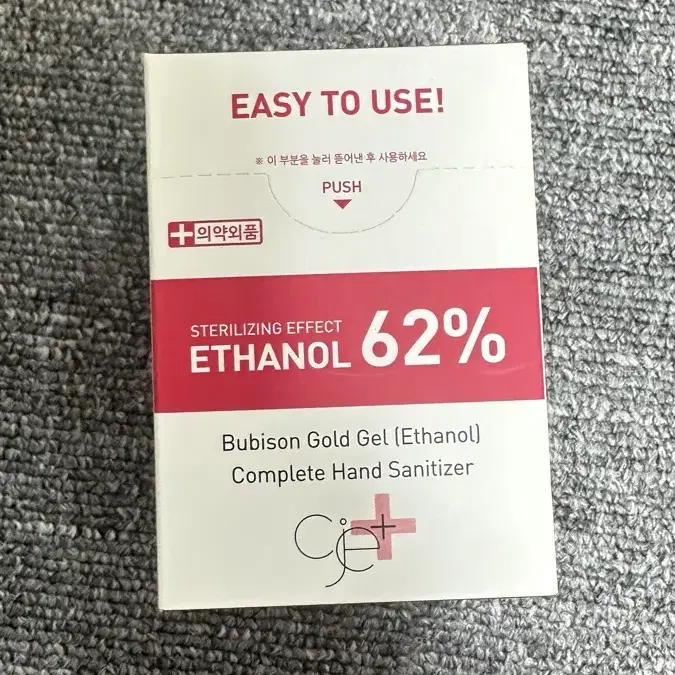 EASY TO USE!
※ 이 부분을 눌러 뜯어낸 후 사용하세요
PUSH
의약외품
STERILIZING EFFECT
ETHANOL 62%
Bubison Gold Gel (Ethanol)
Complete Hand Sanitizer
cje+